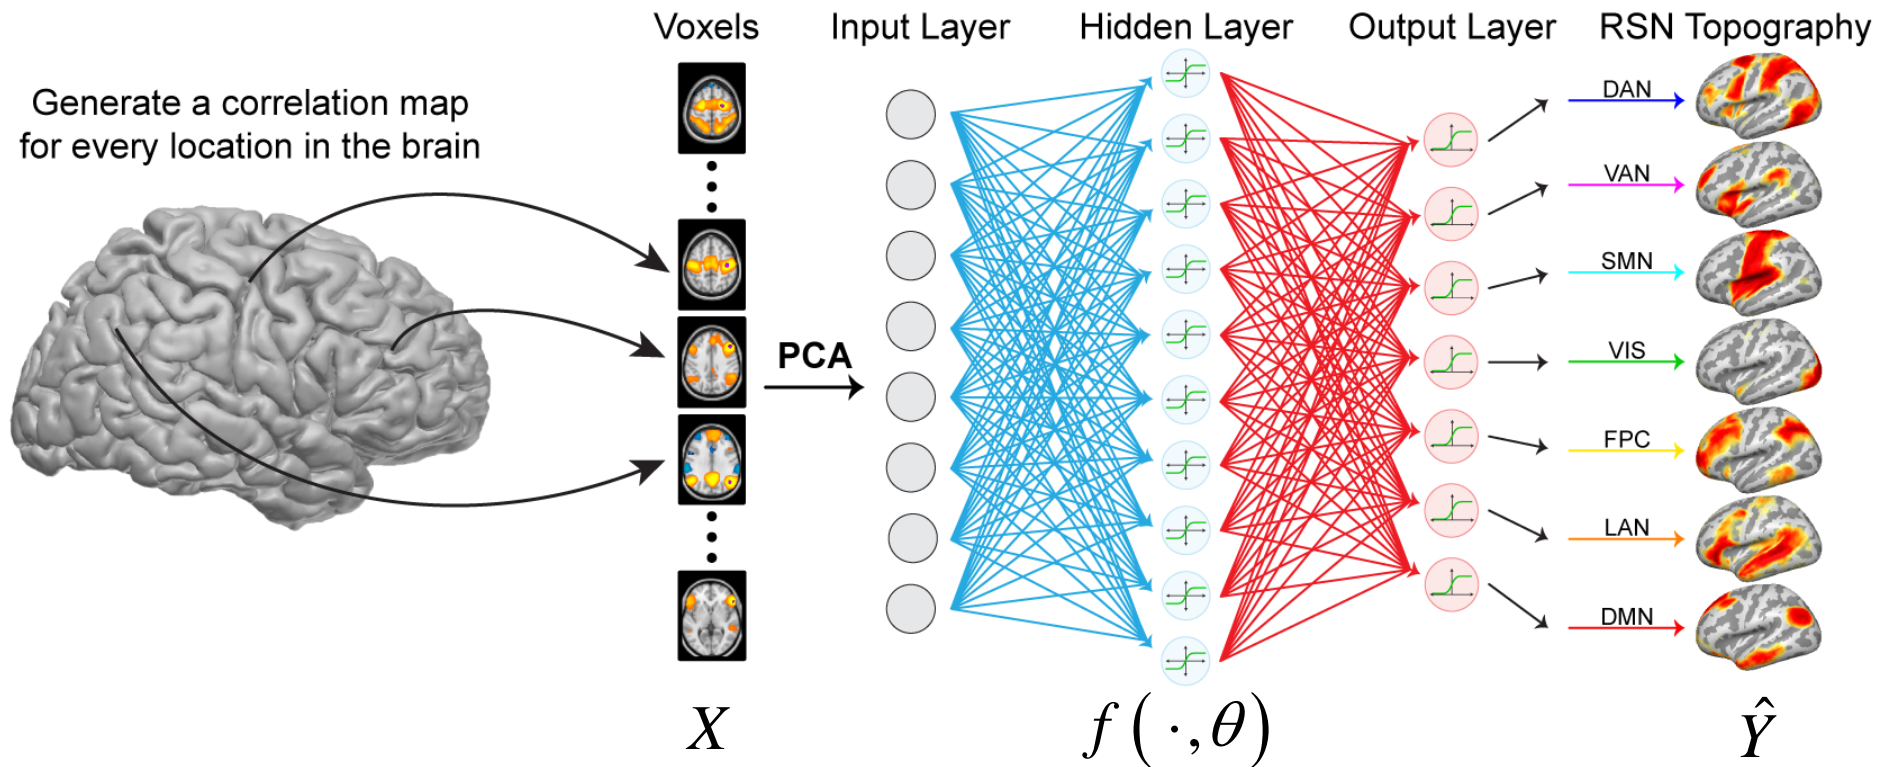 Voxels
Input Layer
Hidden Layer
Output Layer
RSN Topography
Generate a correlation map
for every location in the brain
PCA
DAN
VAN
SMN
VIS
FPC
LAN
DMN
X
f(·,θ)
Ŷ